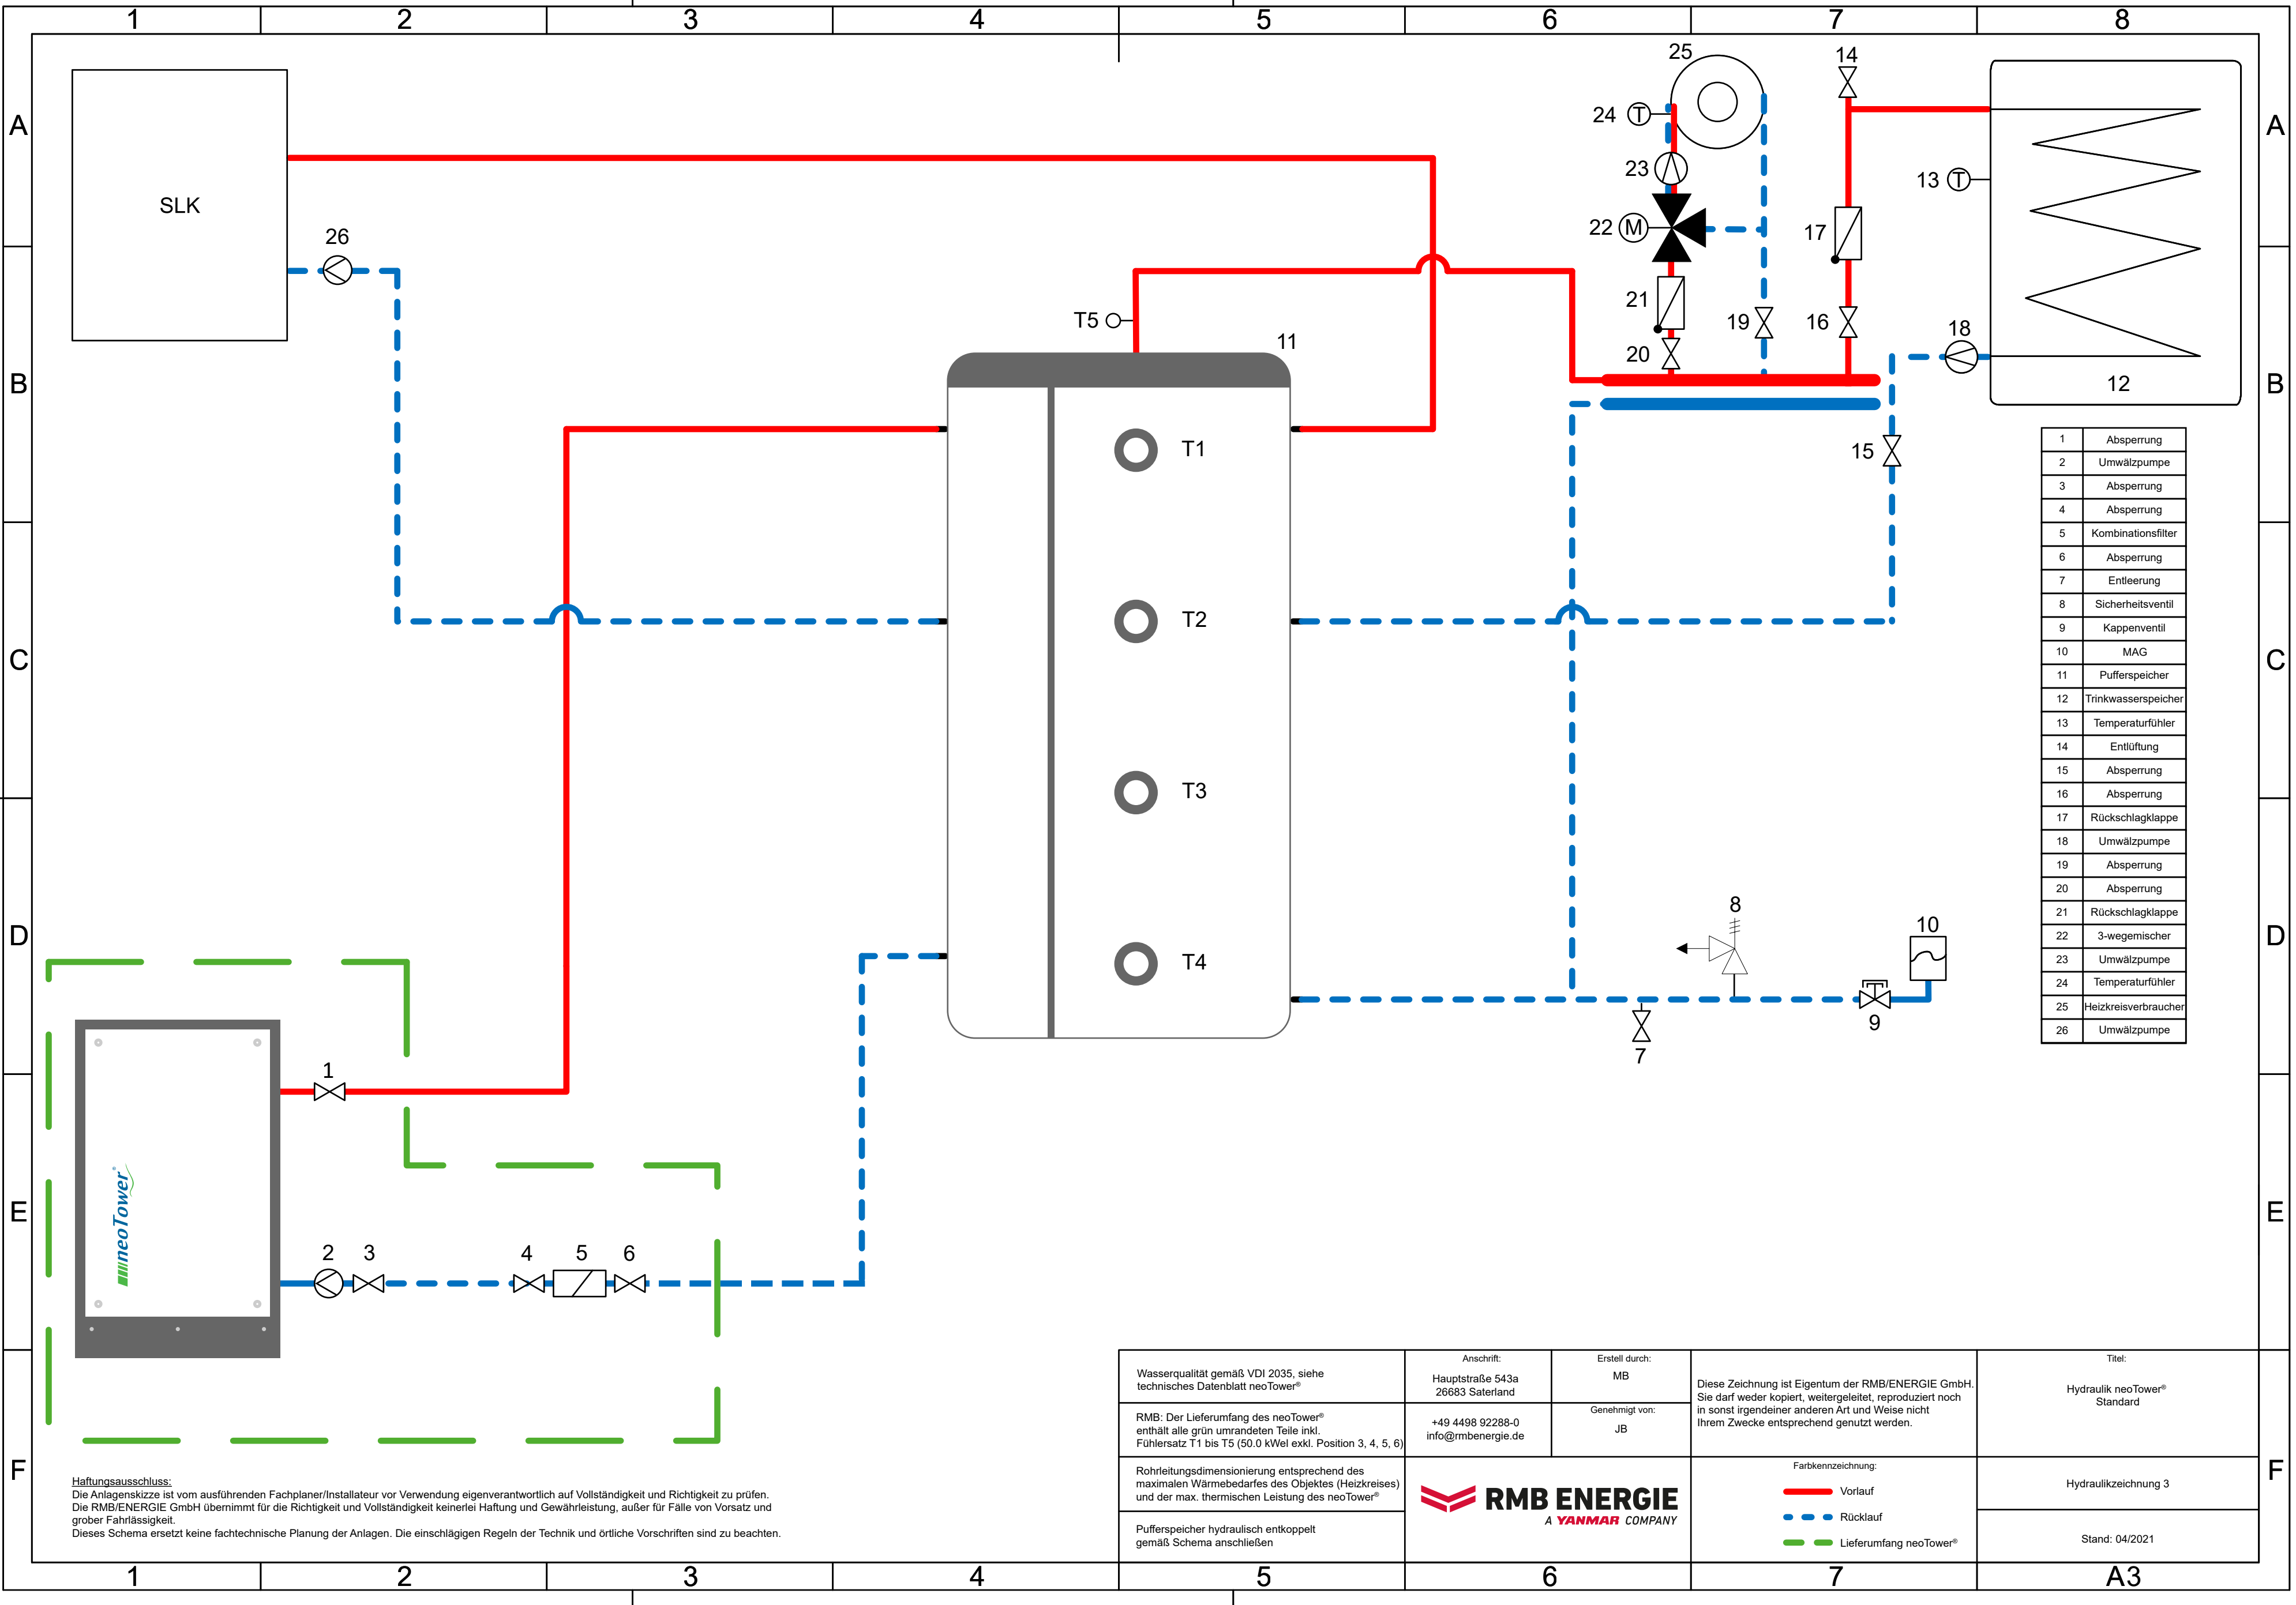 1 2 3 4 5 6 7 8
A
B
C
D
E
F
A
B
C
D
E
F
SLK
26
25
24 T
23
22 M
21
20
19
14
17
16
13 T
18
12
15
T5
11
T1
T2
T3
T4
8
10
9
7
1
neoTower®
2 3 4 5 6
1 Absperrung
2 Umwälzpumpe
3 Absperrung
4 Absperrung
5 Kombinationsfilter
6 Absperrung
7 Entleerung
8 Sicherheitsventil
9 Kappenventil
10 MAG
11 Pufferspeicher
12 Trinkwasserspeicher
13 Temperaturfühler
14 Entlüftung
15 Absperrung
16 Absperrung
17 Rückschlagklappe
18 Umwälzpumpe
19 Absperrung
20 Absperrung
21 Rückschlagklappe
22 3-wegemischer
23 Umwälzpumpe
24 Temperaturfühler
25 Heizkreisverbraucher
26 Umwälzpumpe
Haftungsausschluss:
Die Anlagenskizze ist vom ausführenden Fachplaner/Installateur vor Verwendung eigenverantwortlich auf Vollständigkeit und Richtigkeit zu prüfen.
Die RMB/ENERGIE GmbH übernimmt für die Richtigkeit und Vollständigkeit keinerlei Haftung und Gewährleistung, außer für Fälle von Vorsatz und
grober Fahrlässigkeit.
Dieses Schema ersetzt keine fachtechnische Planung der Anlagen. Die einschlägigen Regeln der Technik und örtliche Vorschriften sind zu beachten.
Wasserqualität gemäß VDI 2035, siehe
technisches Datenblatt neoTower®
RMB: Der Lieferumfang des neoTower®
enthält alle grün umrandeten Teile inkl.
Fühlersatz T1 bis T5 (50.0 kWel exkl. Position 3, 4, 5, 6)
Rohrleitungsdimensionierung entsprechend des
maximalen Wärmebedarfes des Objektes (Heizkreises)
und der max. thermischen Leistung des neoTower®
Pufferspeicher hydraulisch entkoppelt
gemäß Schema anschließen
Anschrift:
Hauptstraße 543a
26683 Saterland
+49 4498 92288-0
info@rmbenergie.de
Erstell durch:
MB
Genehmigt von:
JB
RMB ENERGIE
A YANMAR COMPANY
Diese Zeichnung ist Eigentum der RMB/ENERGIE GmbH.
Sie darf weder kopiert, weitergeleitet, reproduziert noch
in sonst irgendeiner anderen Art und Weise nicht
Ihrem Zwecke entsprechend genutzt werden.
Farbkennzeichnung:
Vorlauf
Rücklauf
Lieferumfang neoTower®
Titel:
Hydraulik neoTower®
Standard
Hydraulikzeichnung 3
Stand: 04/2021
1 2 3 4 5 6 7 A3